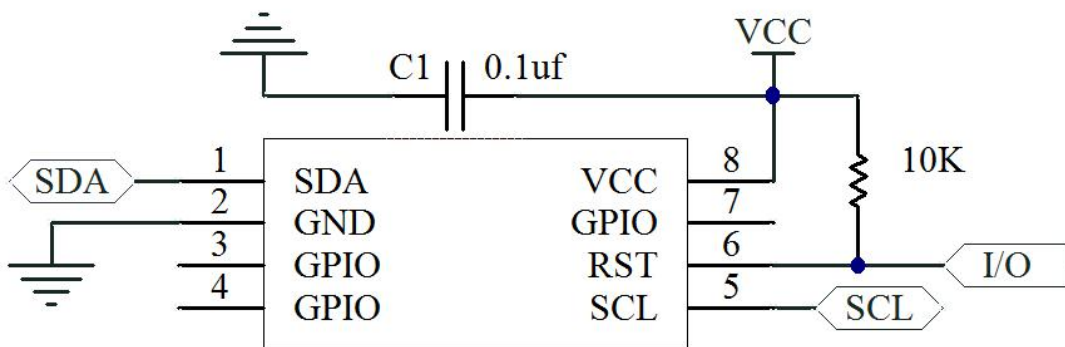 VCC
C1 0.1uf
10K
SDA 1 SDA VCC 8
2 GND GPIO 7
3 GPIO RST 6 I/O
4 GPIO SCL 5 SCL